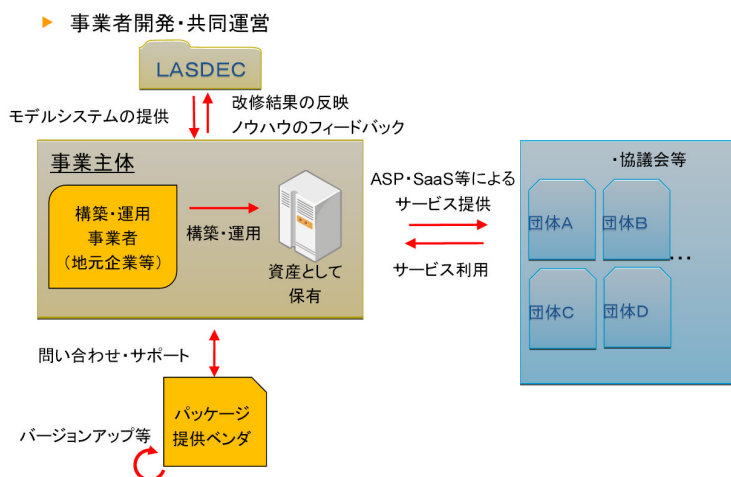 事業者開発・共同運営
LASDEC
モデルシステムの提供
改修結果の反映
ノウハウのフィードバック
事業主体
構築・運用
事業者
（地元企業等）
構築・運用
資産として
保有
ASP・SaaS等による
サービス提供
サービス利用
・協議会等
団体A
団体B
…
団体C
団体D
問い合わせ・サポート
パッケージ
提供ベンダ
バージョンアップ等